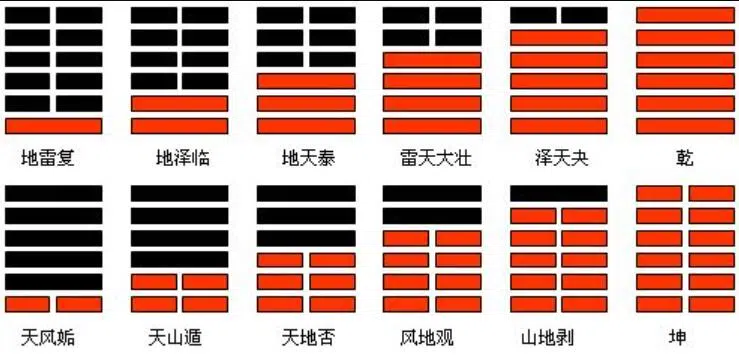 地雷复 地泽临 地天泰 雷天大壮 泽天夬 乾
天风姤 天山遁 天地否 风地观 山地剥 坤